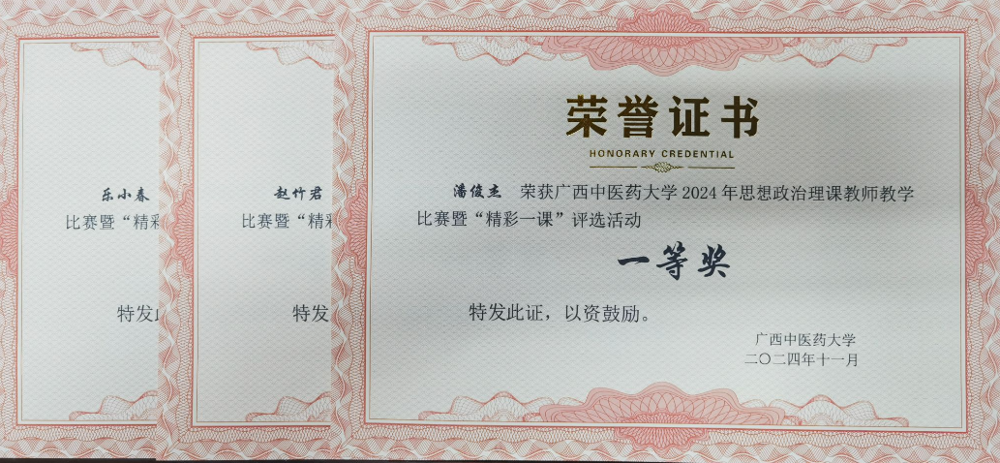 乐小春
比赛暨“精彩
特发
赵竹君
比赛暨“精彩
特发
荣誉证书
HONORARY CREDENTIAL
潘俊杰 荣获广西中医药大学2024年思想政治理课教师教学
比赛暨“精彩一课”评选活动
一等奖
特发此证，以资鼓励。
广西中医药大学
二〇二四年十一月